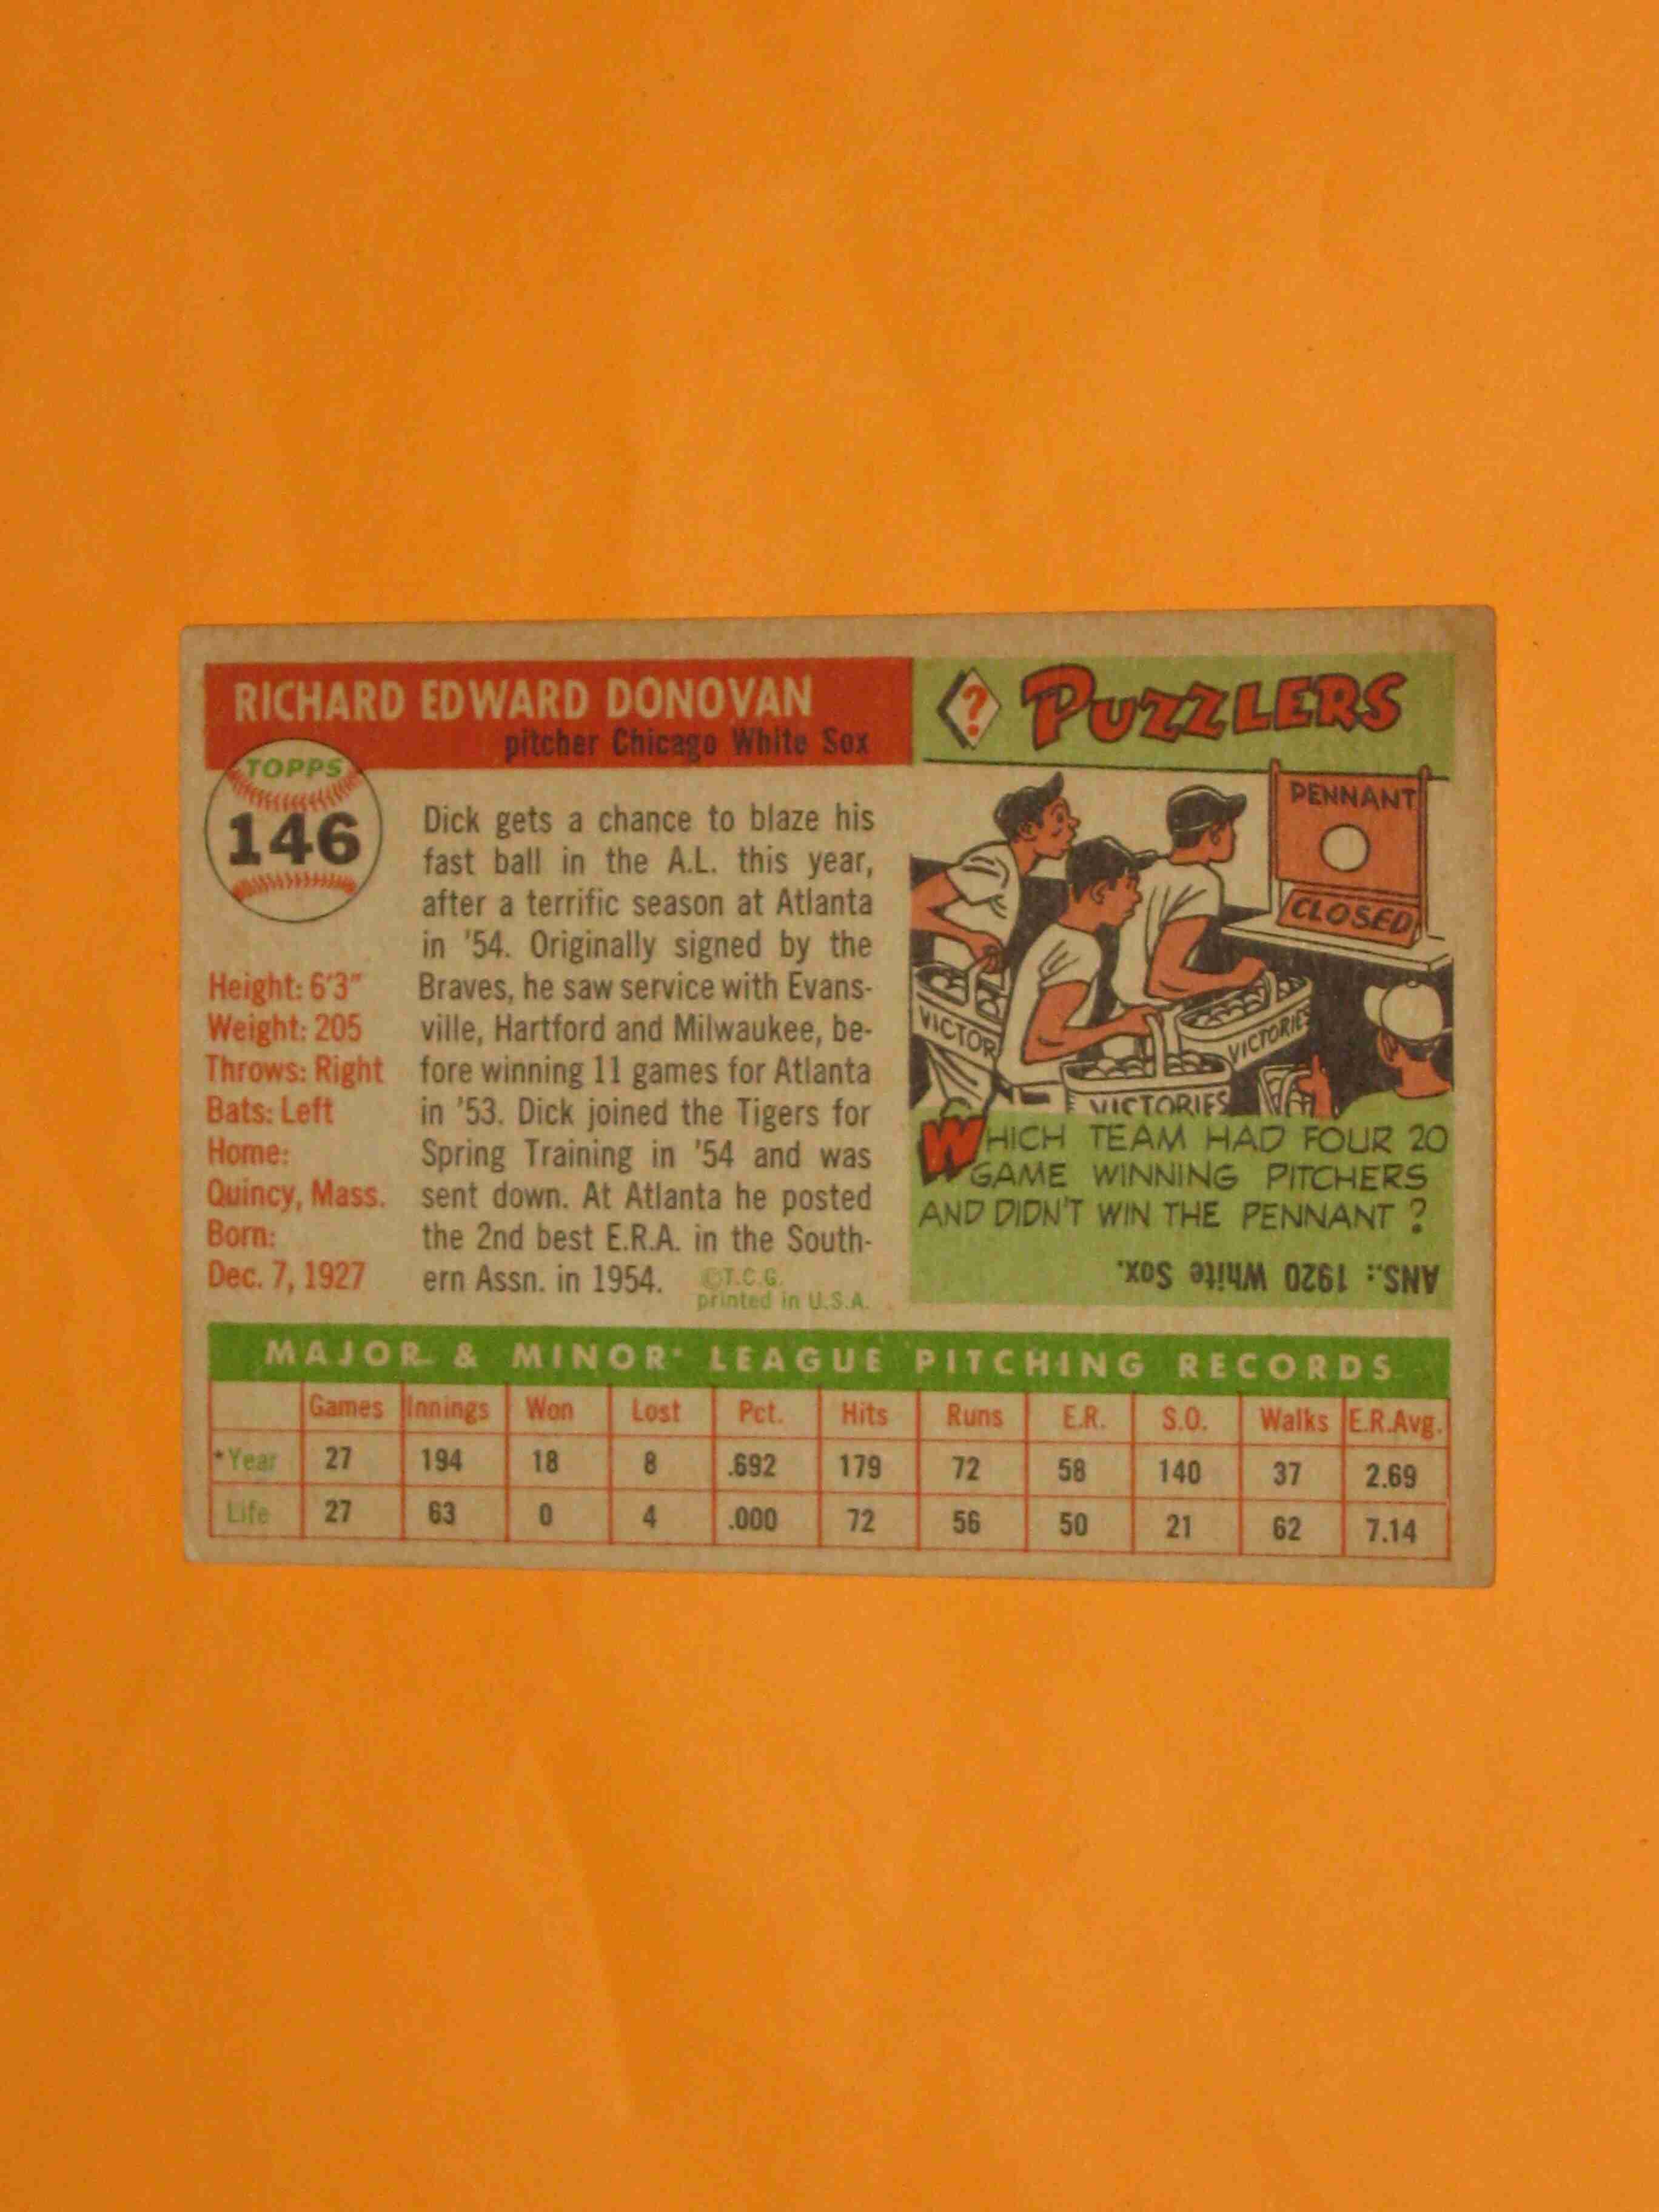 RICHARD EDWARD DONOVAN
pitcher Chicago White Sox
TOPPS
146
Height: 6'3"
Weight: 205
Throws: Right
Bats: Left
Home:
Quincy, Mass.
Born:
Dec. 7, 1927
Dick gets a chance to blaze his
fast ball in the A.L. this year,
after a terrific season at Atlanta
in '54. Originally signed by the
Braves, he saw service with Evans-
ville, Hartford and Milwaukee, be-
fore winning 11 games for Atlanta
in '53. Dick joined the Tigers for
Spring Training in '54 and was
sent down. At Atlanta he posted
the 2nd best E.R.A. in the South-
ern Assn. in 1954.
©T.C.G.
printed in U.S.A.
? PUZZLERS
PENNANT
CLOSED
VICTOR
VICTORIES
VICTORIES
WHICH TEAM HAD FOUR 20
GAME WINNING PITCHERS
AND DIDN'T WIN THE PENNANT ?
ANS.: 1920 White Sox.
MAJOR & MINOR* LEAGUE PITCHING RECORDS
Games Innings Won Lost Pct. Hits Runs E.R. S.O. Walks E.R.Avg.
*Year 27 194 18 8 .692 179 72 58 140 37 2.69
Life 27 63 0 4 .000 72 56 50 21 62 7.14